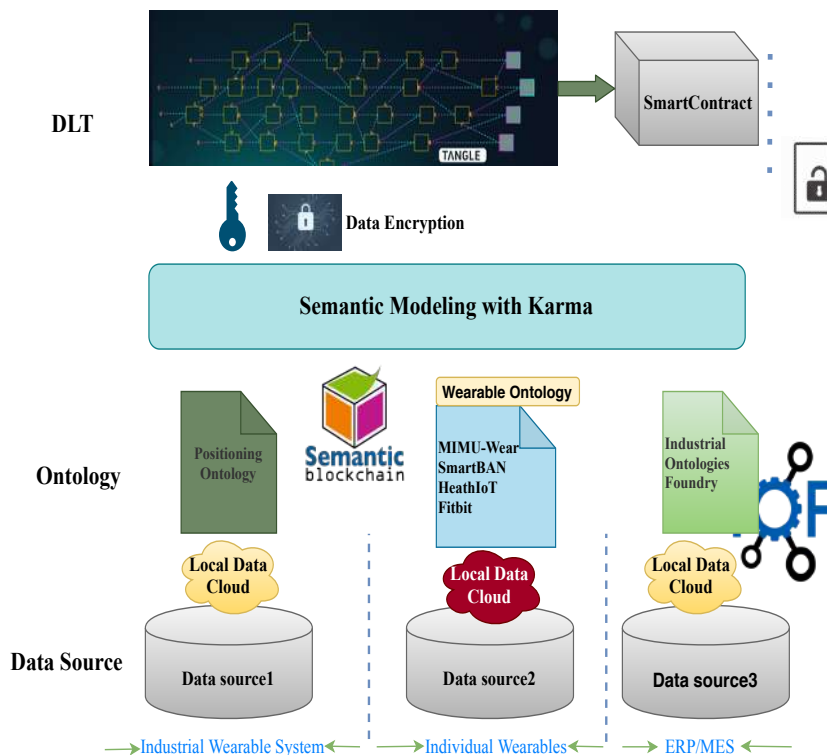 DLT
TANGLE
SmartContract
Data Encryption
Semantic Modeling with Karma
Ontology
Positioning
Ontology
Semantic
blockchain
Wearable Ontology
MIMU-Wear
SmartBAN
HeathIoT
Fitbit
Industrial
Ontologies
Foundry
OF
Local Data
Cloud
Local Data
Cloud
Local Data
Cloud
Data Source
Data source1
Data source2
Data source3
Industrial Wearable System
Individual Wearables
ERP/MES